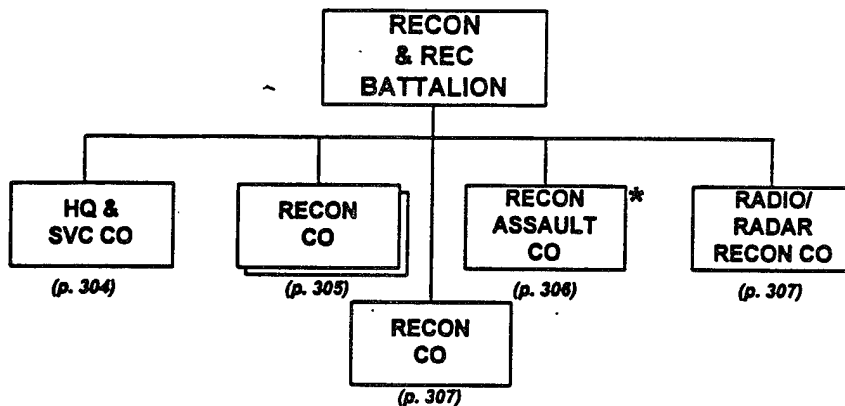 RECON
& REC
BATTALION
HQ &
SVC CO
(p. 304)
RECON
CO
(p. 305)
RECON
ASSAULT
CO
*
(p. 306)
RADIO/
RADAR
RECON CO
(p. 307)
RECON
CO
(p. 307)